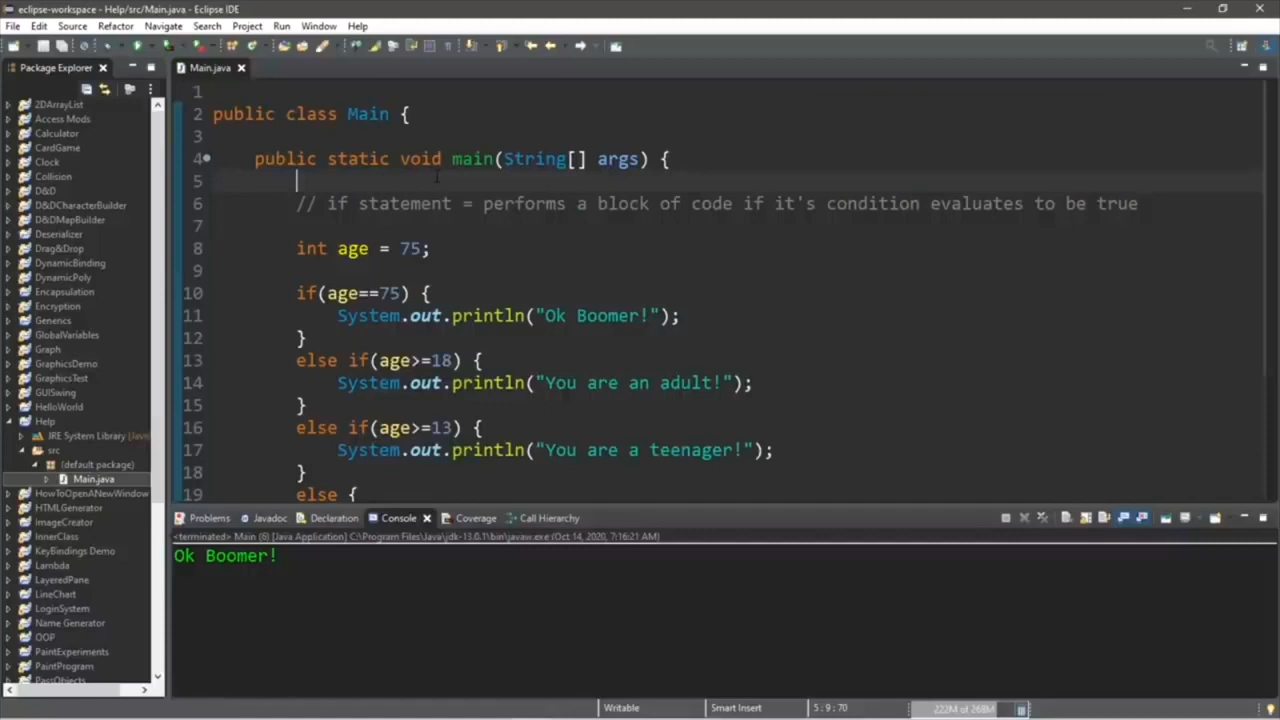 eclipse-workspace - Help/src/Main.java - Eclipse IDE
File Edit Source Refactor Navigate Search Project Run Window Help
Package Explorer
Main.java
2DArrayList
Access Mods
Calculator
CardGame
Clock
Collision
D&D
D&DCharacterBuilder
D&DMapBuilder
Deserializer
Drag&Drop
DynamicBinding
DynamicPoly
Encapsulation
Encryption
Generics
GlobalVariables
Graph
GraphicsDemo
GraphicsTest
GUISwing
HelloWorld
Help
JRE System Library [Java
src
(default package)
Main.java
HowToOpenANewWindow
HTMLGenerator
ImageCreator
InnerClass
KeyBindings Demo
Lambda
LayeredPane
LineChart
LoginSystem
Name Generator
OOP
PaintExperiments
PaintProgram
PassObjects
1
2 public class Main {
3
4 public static void main(String[] args) {
5
6 // if statement = performs a block of code if it's condition evaluates to be true
7
8 int age = 75;
9
10 if(age==75) {
11 System.out.println("Ok Boomer!");
12 }
13 else if(age>=18) {
14 System.out.println("You are an adult!");
15 }
16 else if(age>=13) {
17 System.out.println("You are a teenager!");
18 }
19 else {
Problems Javadoc Declaration Console Coverage Call Hierarchy
<terminated> Main (6) [Java Application] C:\Program Files\Java\jdk-13.0.1\bin\javaw.exe (Oct 14, 2020, 7:16:21 AM)
Ok Boomer!
Writable Smart Insert 5 : 9 : 70 222M of 268M